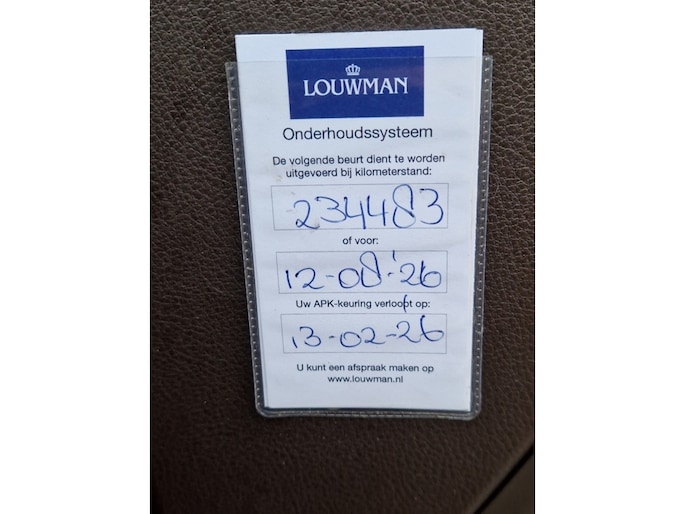 LOUWMAN
Onderhoudssysteem
De volgende beurt dient te worden
uitgevoerd bij kilometerstand:
234483
of voor:
12-08-'26
Uw APK-keuring verloopt op:
13-02-26
U kunt een afspraak maken op
www.louwman.nl